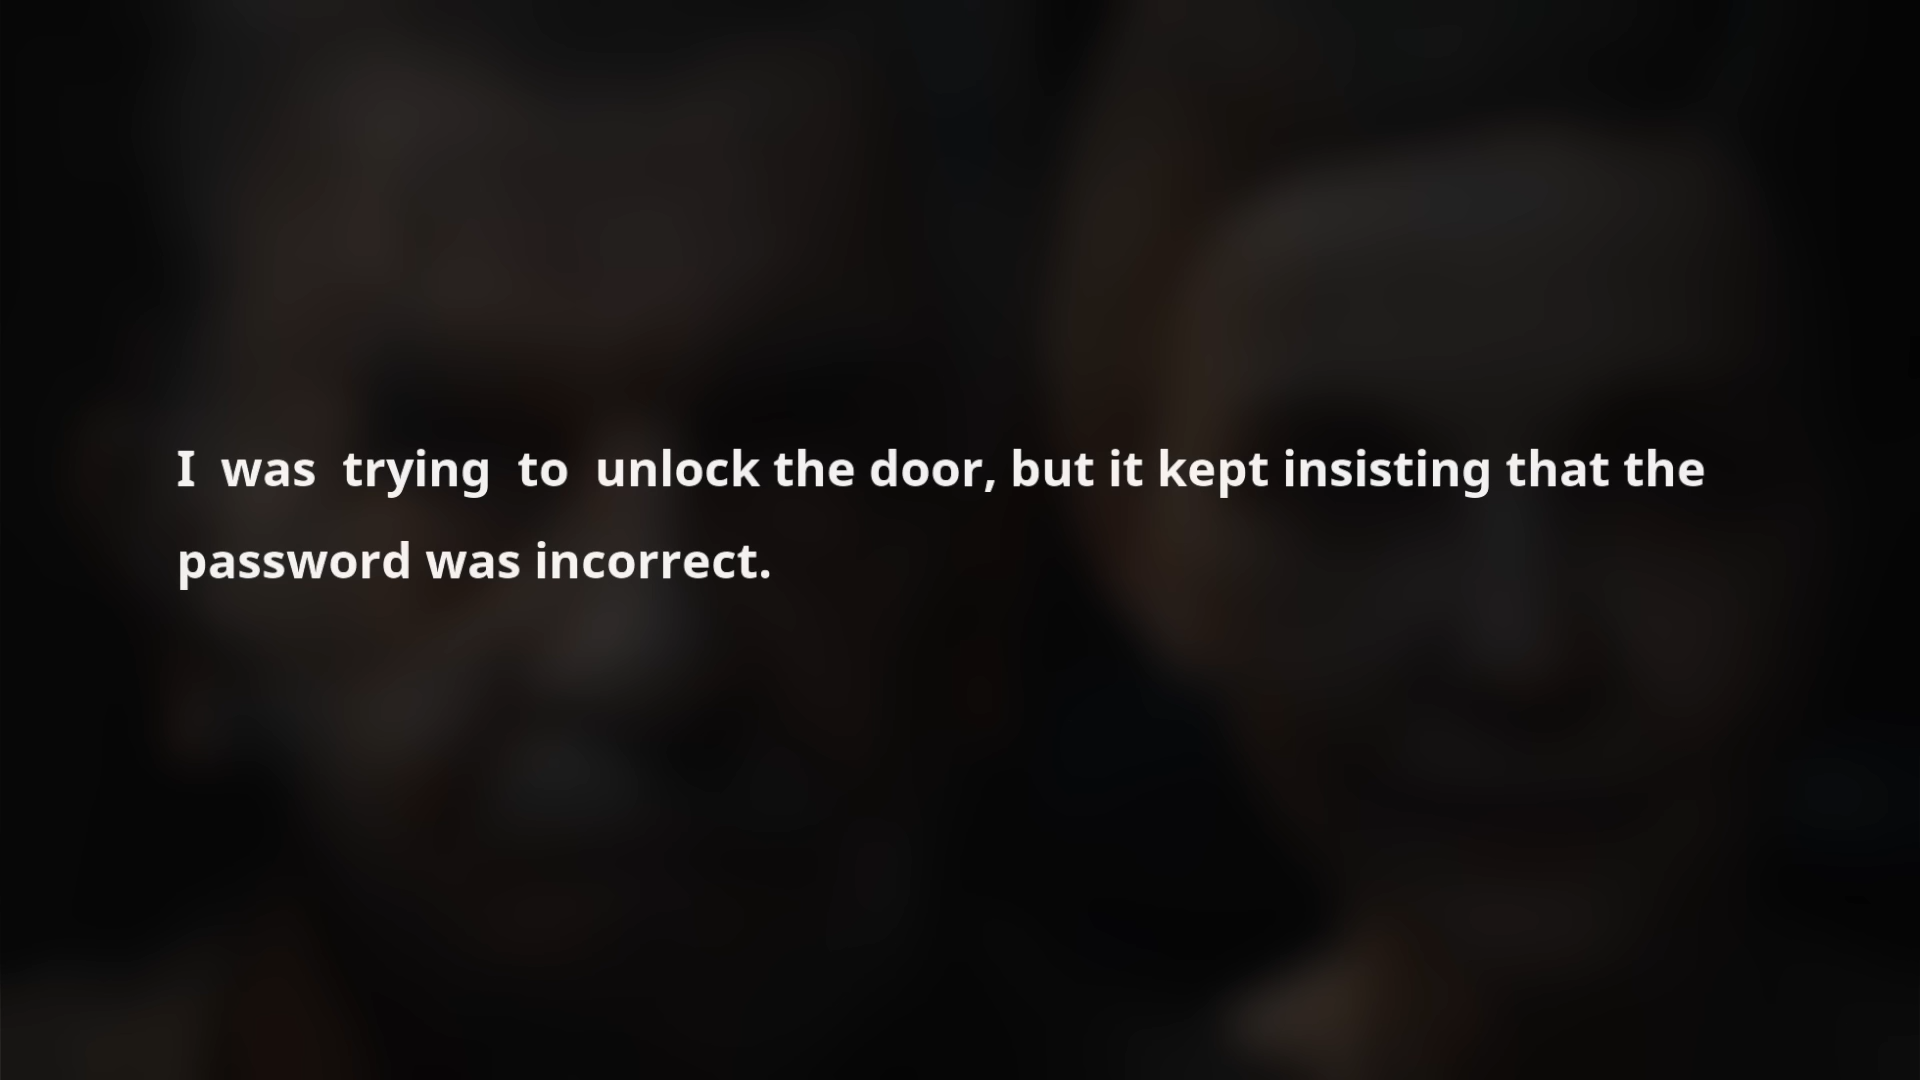 I was trying to unlock the door, but it kept insisting that the
password was incorrect.